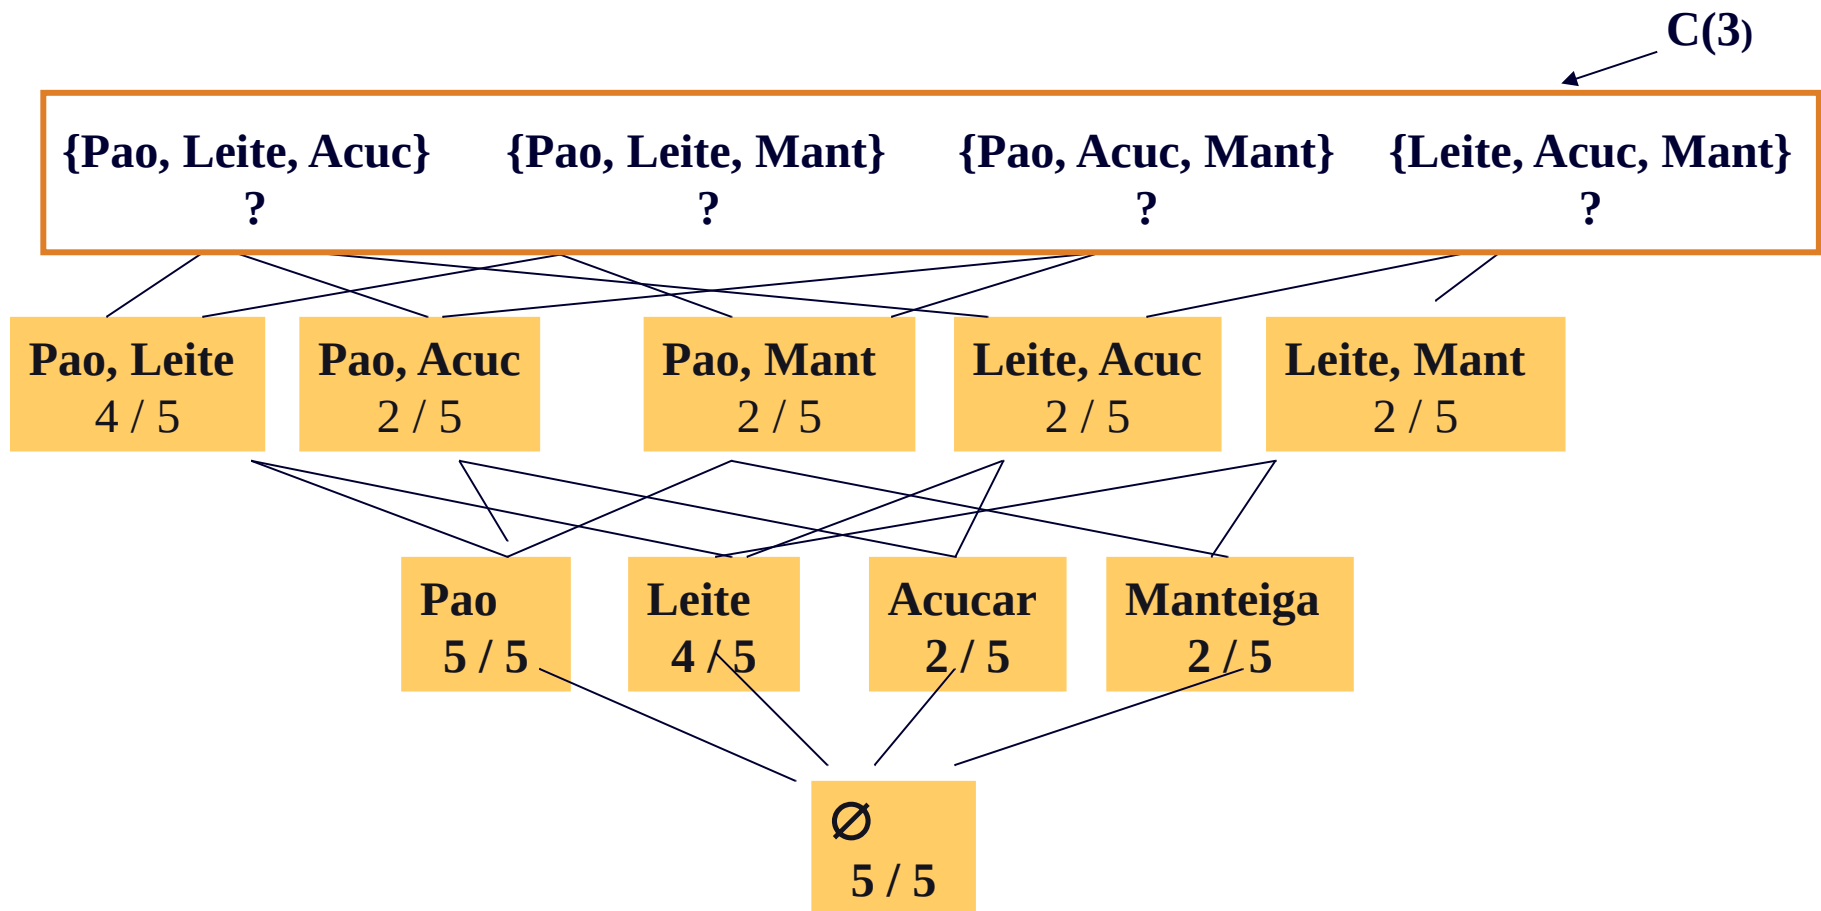 C(3)
{Pao, Leite, Acuc} {Pao, Leite, Mant} {Pao, Acuc, Mant} {Leite, Acuc, Mant}
? ? ? ?
Pao, Leite Pao, Acuc Pao, Mant Leite, Acuc Leite, Mant
4 / 5 2 / 5 2 / 5 2 / 5 2 / 5
Pao Leite Acucar Manteiga
5 / 5 4 / 5 2 / 5 2 / 5
∅
5 / 5